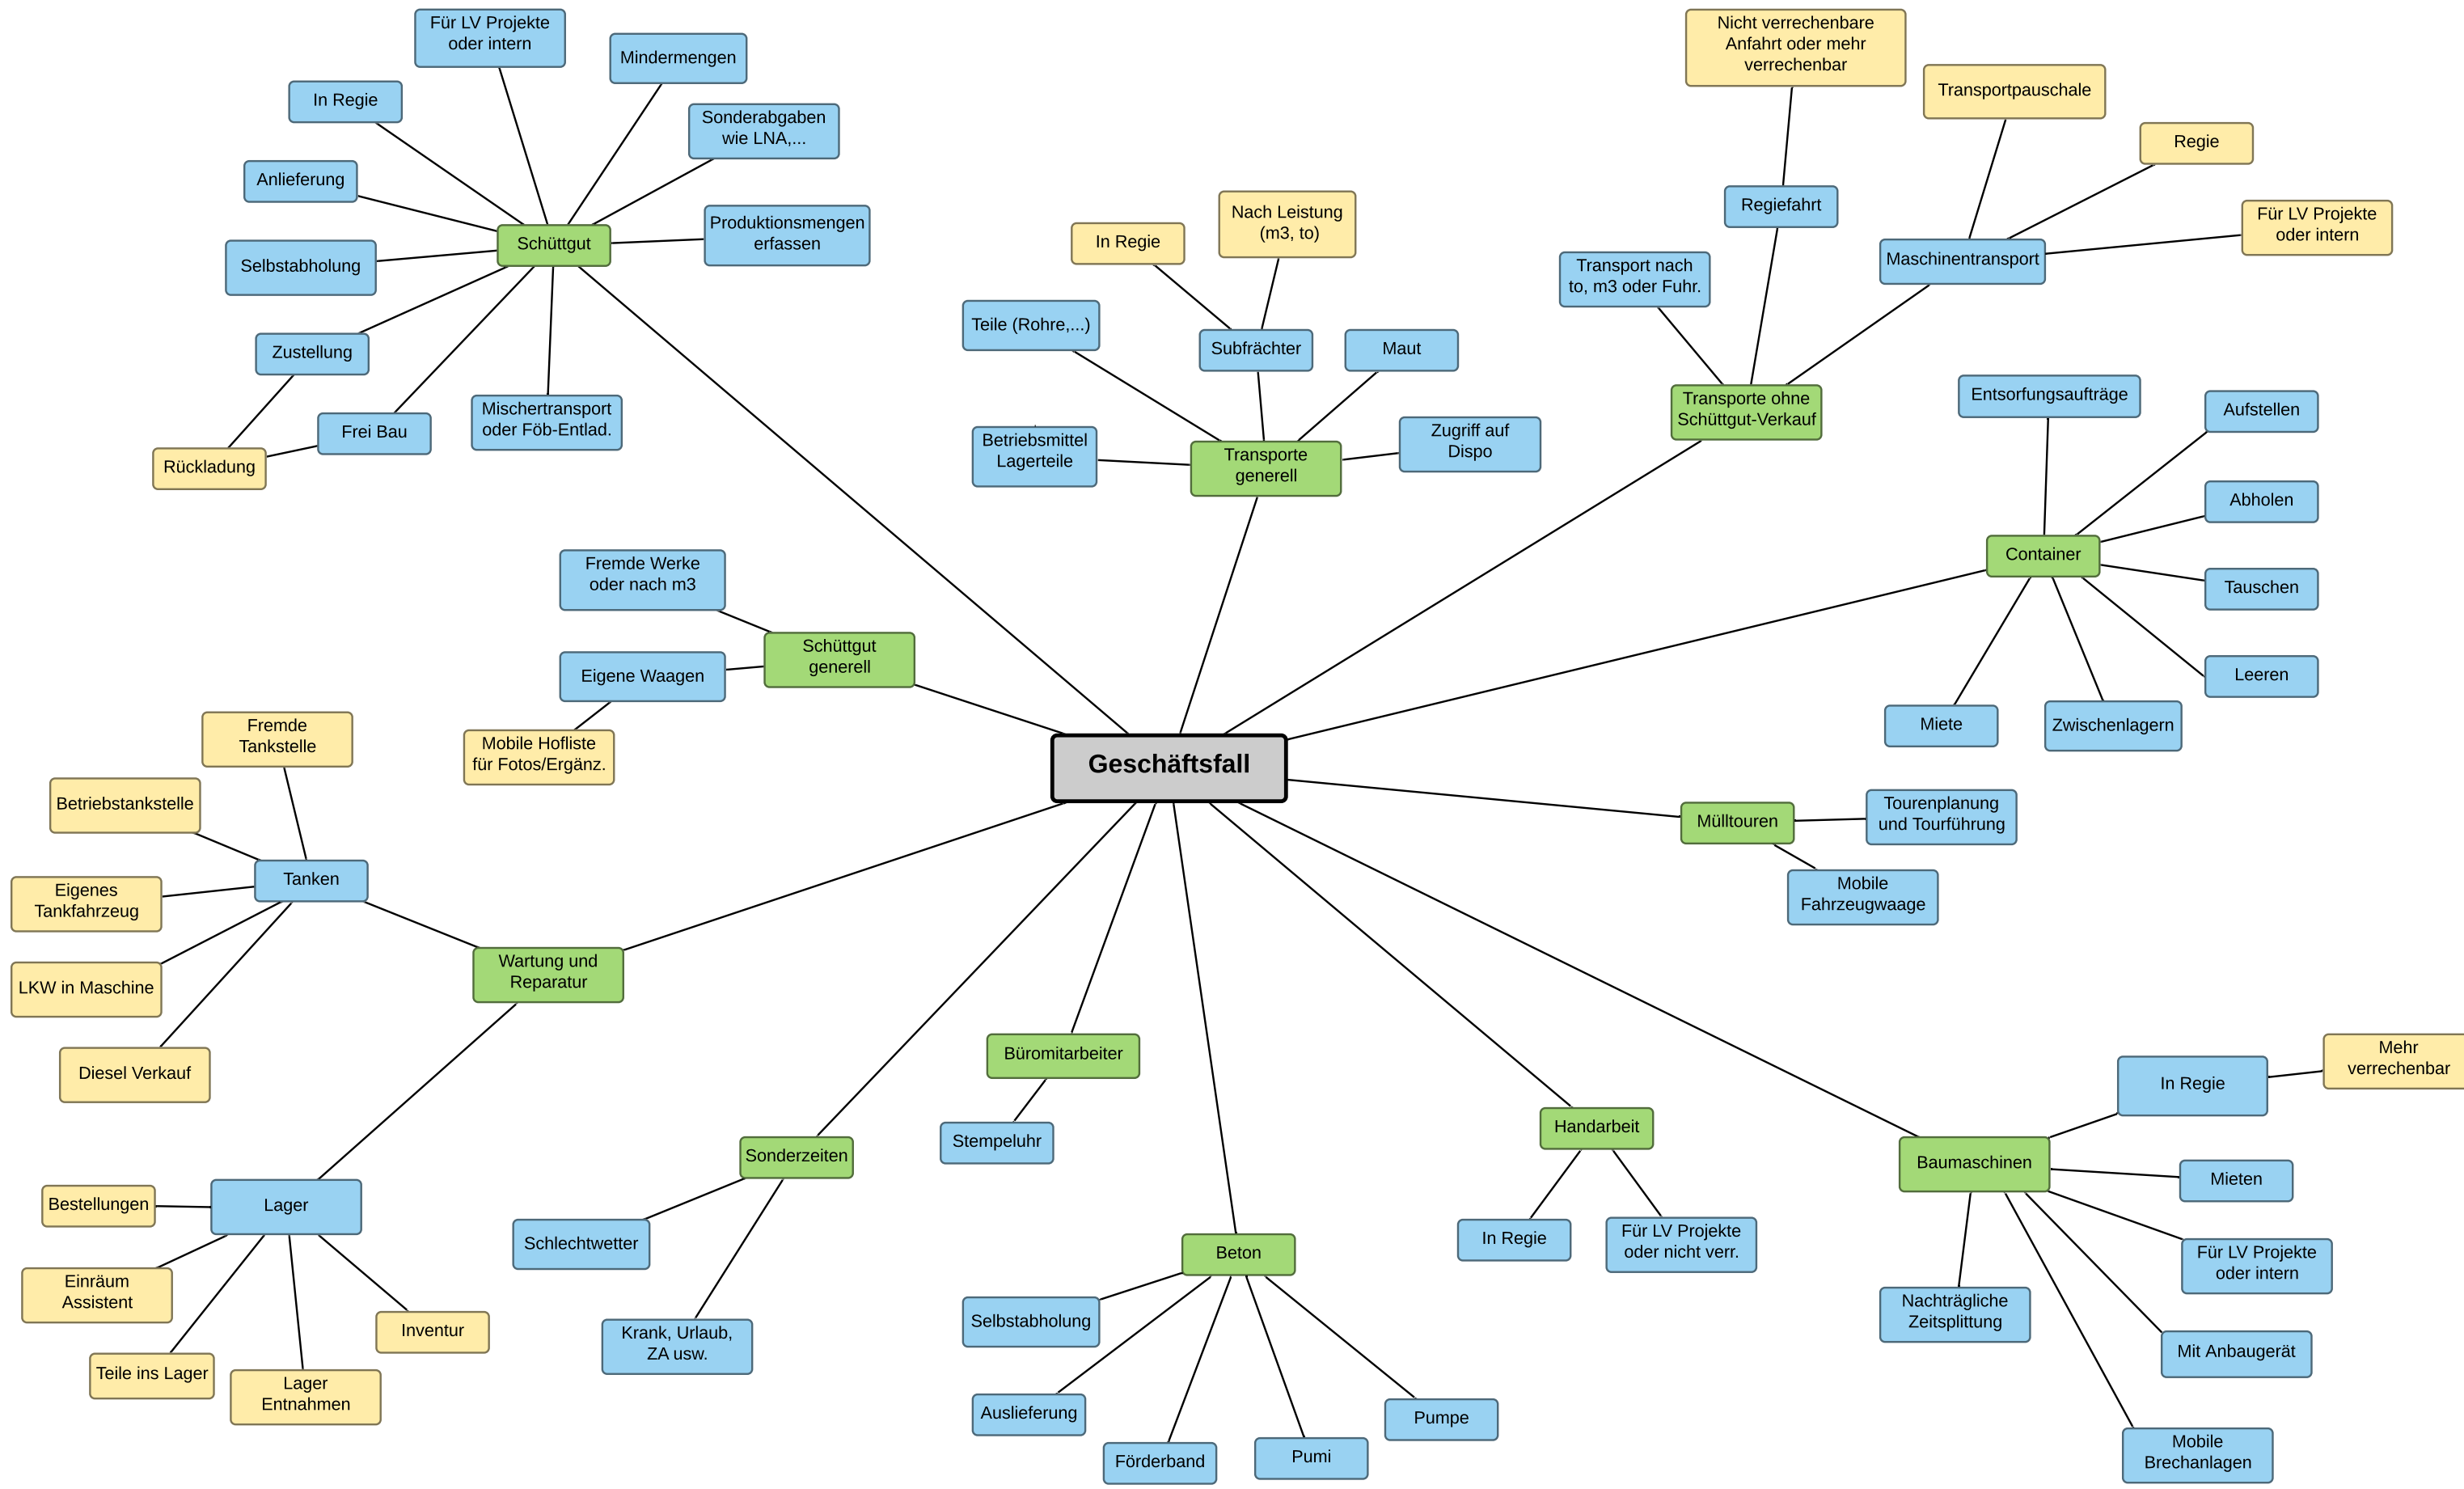 Für LV Projekte
oder intern
Mindermengen
In Regie
Sonderabgaben
wie LNA,...
Anlieferung
Schüttgut
Produktionsmengen
erfassen
Selbstabholung
Zustellung
Frei Bau
Mischertransport
oder Föb-Entlad.
Rückladung
In Regie
Nach Leistung
(m3, to)
Teile (Rohre,...)
Subfrächter
Maut
Betriebsmittel
Lagerteile
Transporte
generell
Zugriff auf
Dispo
Nicht verrechenbare
Anfahrt oder mehr
verrechenbar
Transportpauschale
Regie
Regiefahrt
Für LV Projekte
oder intern
Maschinentransport
Transport nach
to, m3 oder Fuhr.
Transporte ohne
Schüttgut-Verkauf
Entsorfungsaufträge
Aufstellen
Abholen
Container
Tauschen
Leeren
Miete
Zwischenlagern
Fremde Werke
oder nach m3
Schüttgut
generell
Eigene Waagen
Mobile Hofliste
für Fotos/Ergänz.
Geschäftsfall
Mülltouren
Tourenplanung
und Tourführung
Mobile
Fahrzeugwaage
Fremde
Tankstelle
Betriebstankstelle
Tanken
Eigenes
Tankfahrzeug
LKW in Maschine
Diesel Verkauf
Wartung und
Reparatur
Lager
Bestellungen
Einräum
Assistent
Teile ins Lager
Lager
Entnahmen
Inventur
Sonderzeiten
Schlechtwetter
Krank, Urlaub,
ZA usw.
Büromitarbeiter
Stempeluhr
Beton
Selbstabholung
Auslieferung
Förderband
Pumi
Pumpe
Handarbeit
In Regie
Für LV Projekte
oder nicht verr.
Baumaschinen
In Regie
Mehr
verrechenbar
Mieten
Für LV Projekte
oder intern
Mit Anbaugerät
Nachträgliche
Zeitsplittung
Mobile
Brechanlagen